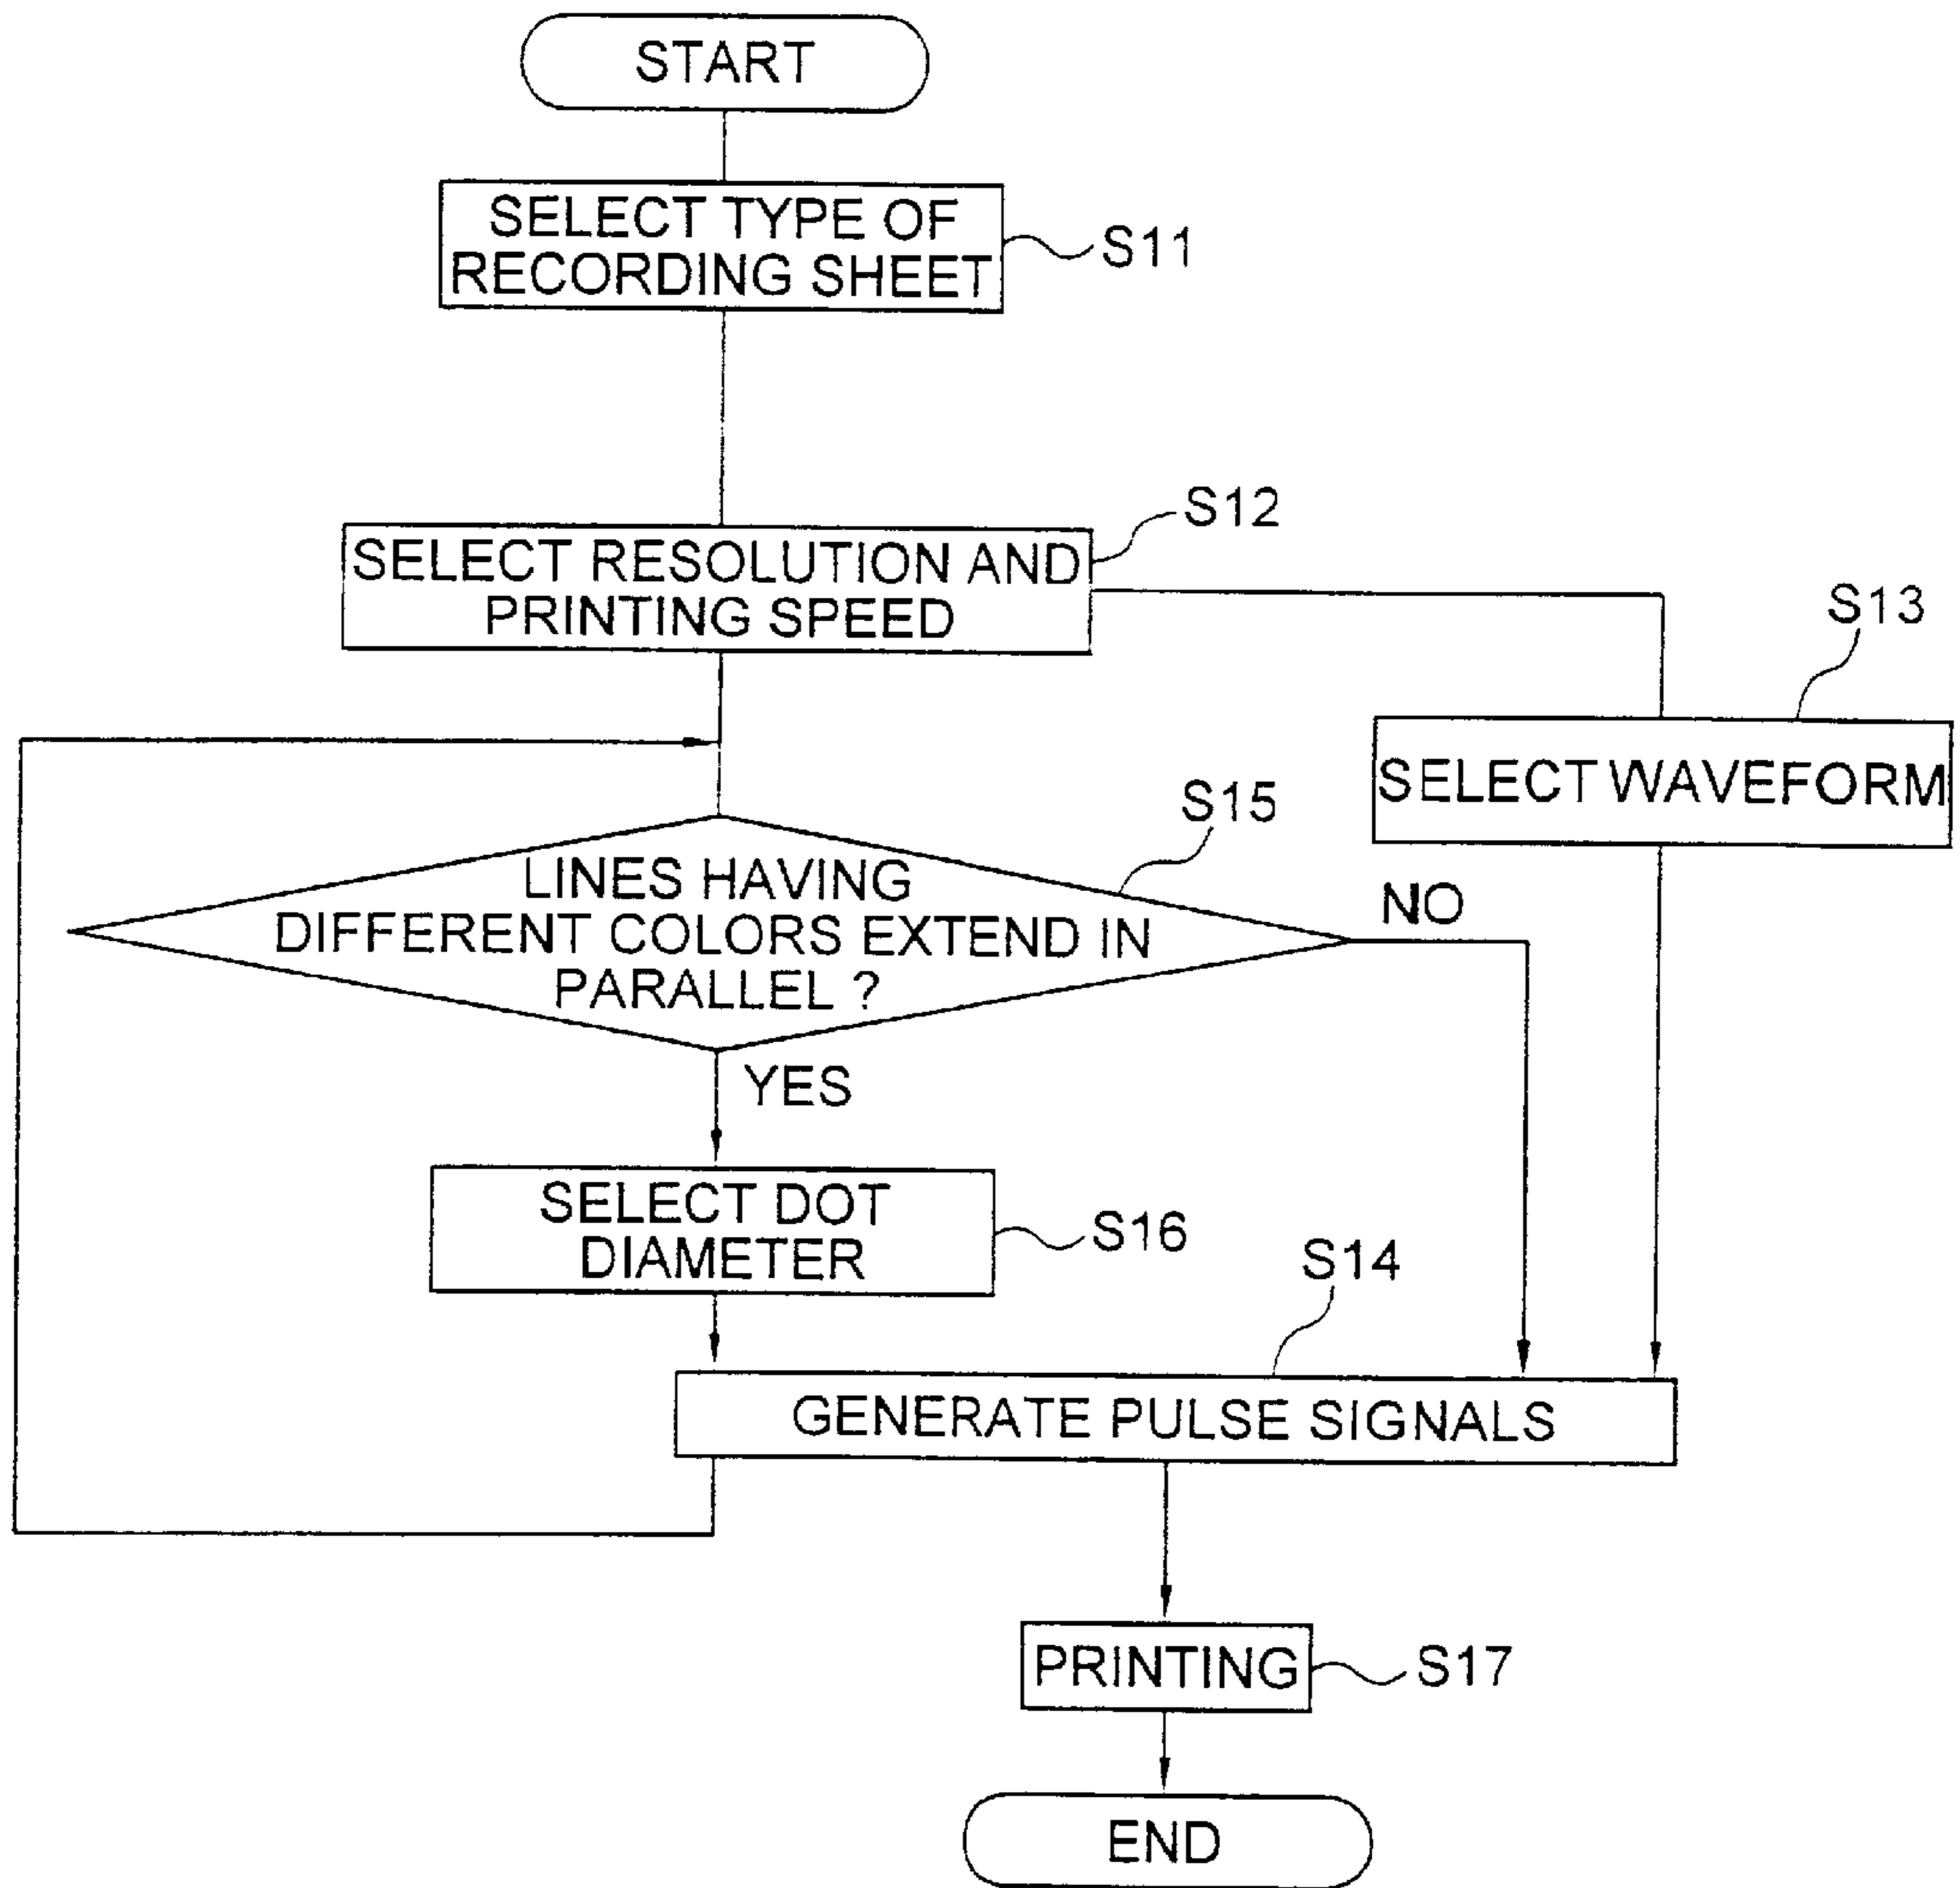 START
SELECT TYPE OF
RECORDING SHEET
S11
S12
SELECT RESOLUTION AND
PRINTING SPEED
S13
SELECT WAVEFORM
S15
LINES HAVING
DIFFERENT COLORS EXTEND IN
PARALLEL ?
NO
YES
SELECT DOT
DIAMETER
S16
S14
GENERATE PULSE SIGNALS
PRINTING
S17
END